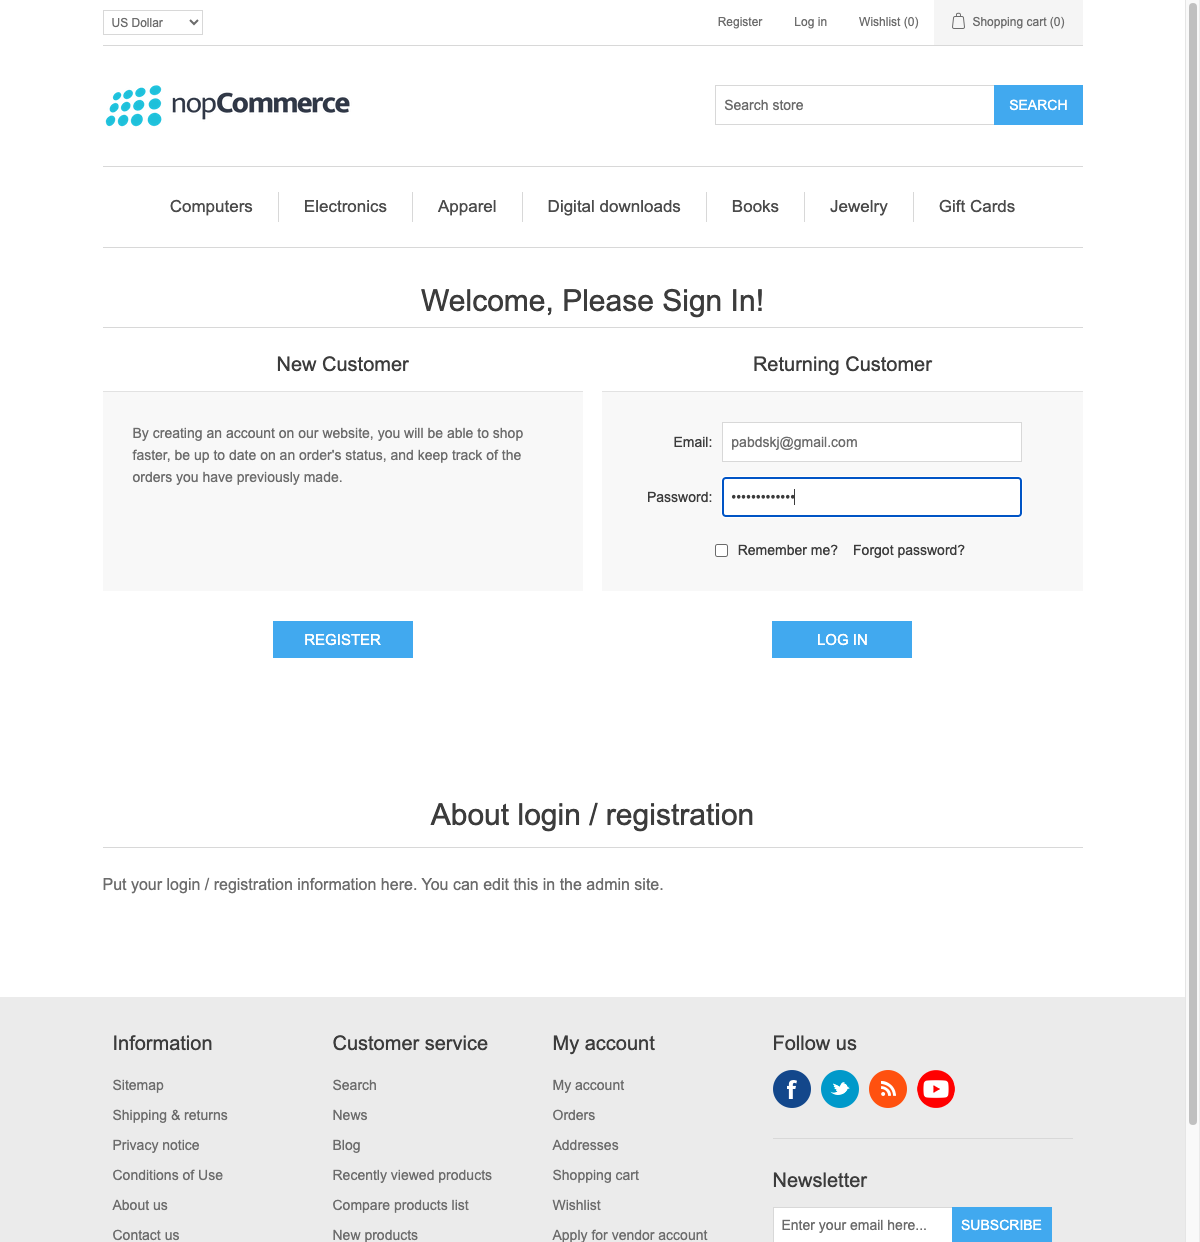 US Dollar
Register
Log in
Wishlist (0)
Shopping cart (0)
nopCommerce
Search store
SEARCH
Computers
Electronics
Apparel
Digital downloads
Books
Jewelry
Gift Cards
Welcome, Please Sign In!
New Customer
By creating an account on our website, you will be able to shop
faster, be up to date on an order's status, and keep track of the
orders you have previously made.
REGISTER
Returning Customer
Email:
pabdskj@gmail.com
Password:
•••••••••••••
Remember me?
Forgot password?
LOG IN
About login / registration
Put your login / registration information here. You can edit this in the admin site.
Information
Sitemap
Shipping & returns
Privacy notice
Conditions of Use
About us
Contact us
Customer service
Search
News
Blog
Recently viewed products
Compare products list
New products
My account
My account
Orders
Addresses
Shopping cart
Wishlist
Apply for vendor account
Follow us
Newsletter
Enter your email here...
SUBSCRIBE